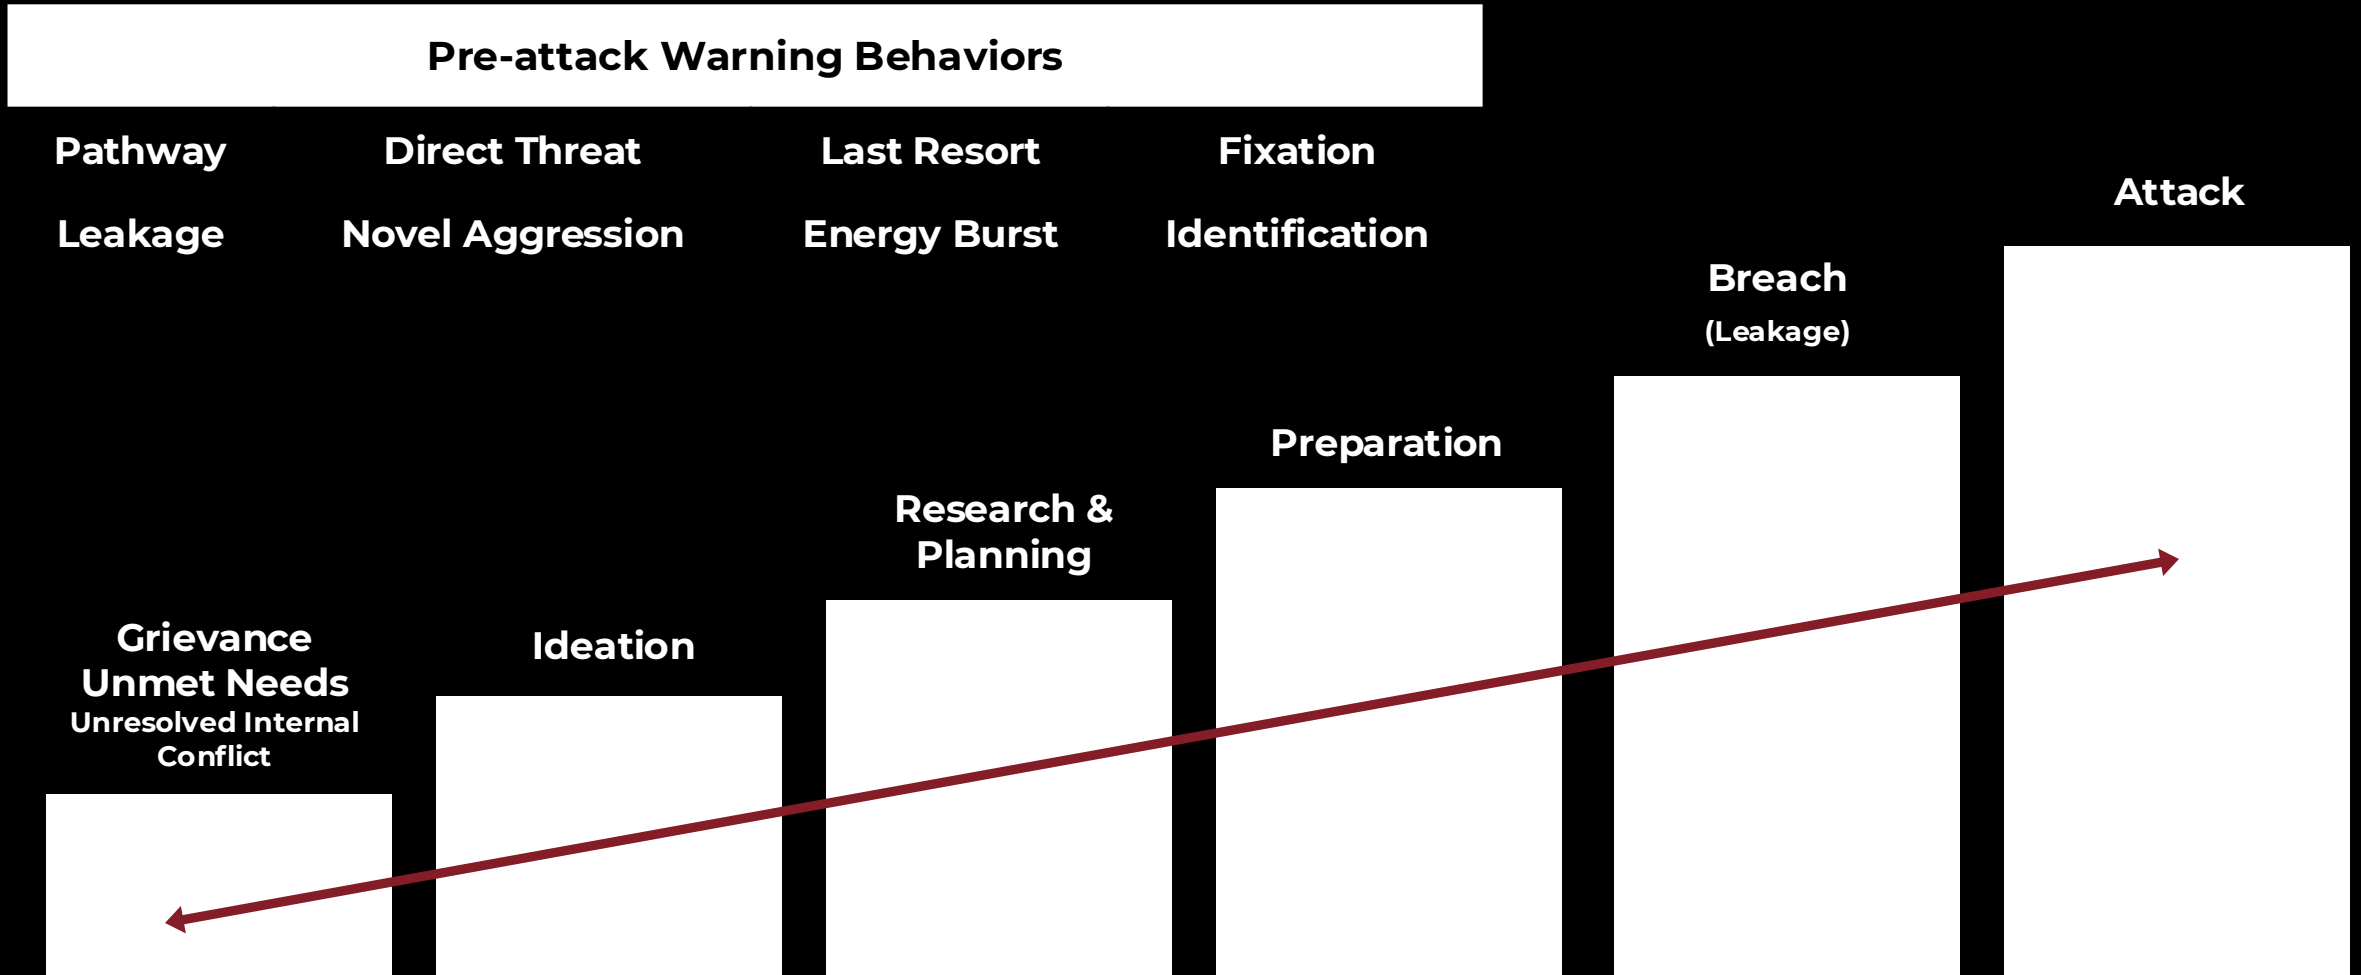 Pre-attack Warning Behaviors
Pathway
Direct Threat
Last Resort
Fixation
Leakage
Novel Aggression
Energy Burst
Identification
Grievance
Unmet Needs
Unresolved Internal
Conflict
Ideation
Research &
Planning
Preparation
Breach
(Leakage)
Attack